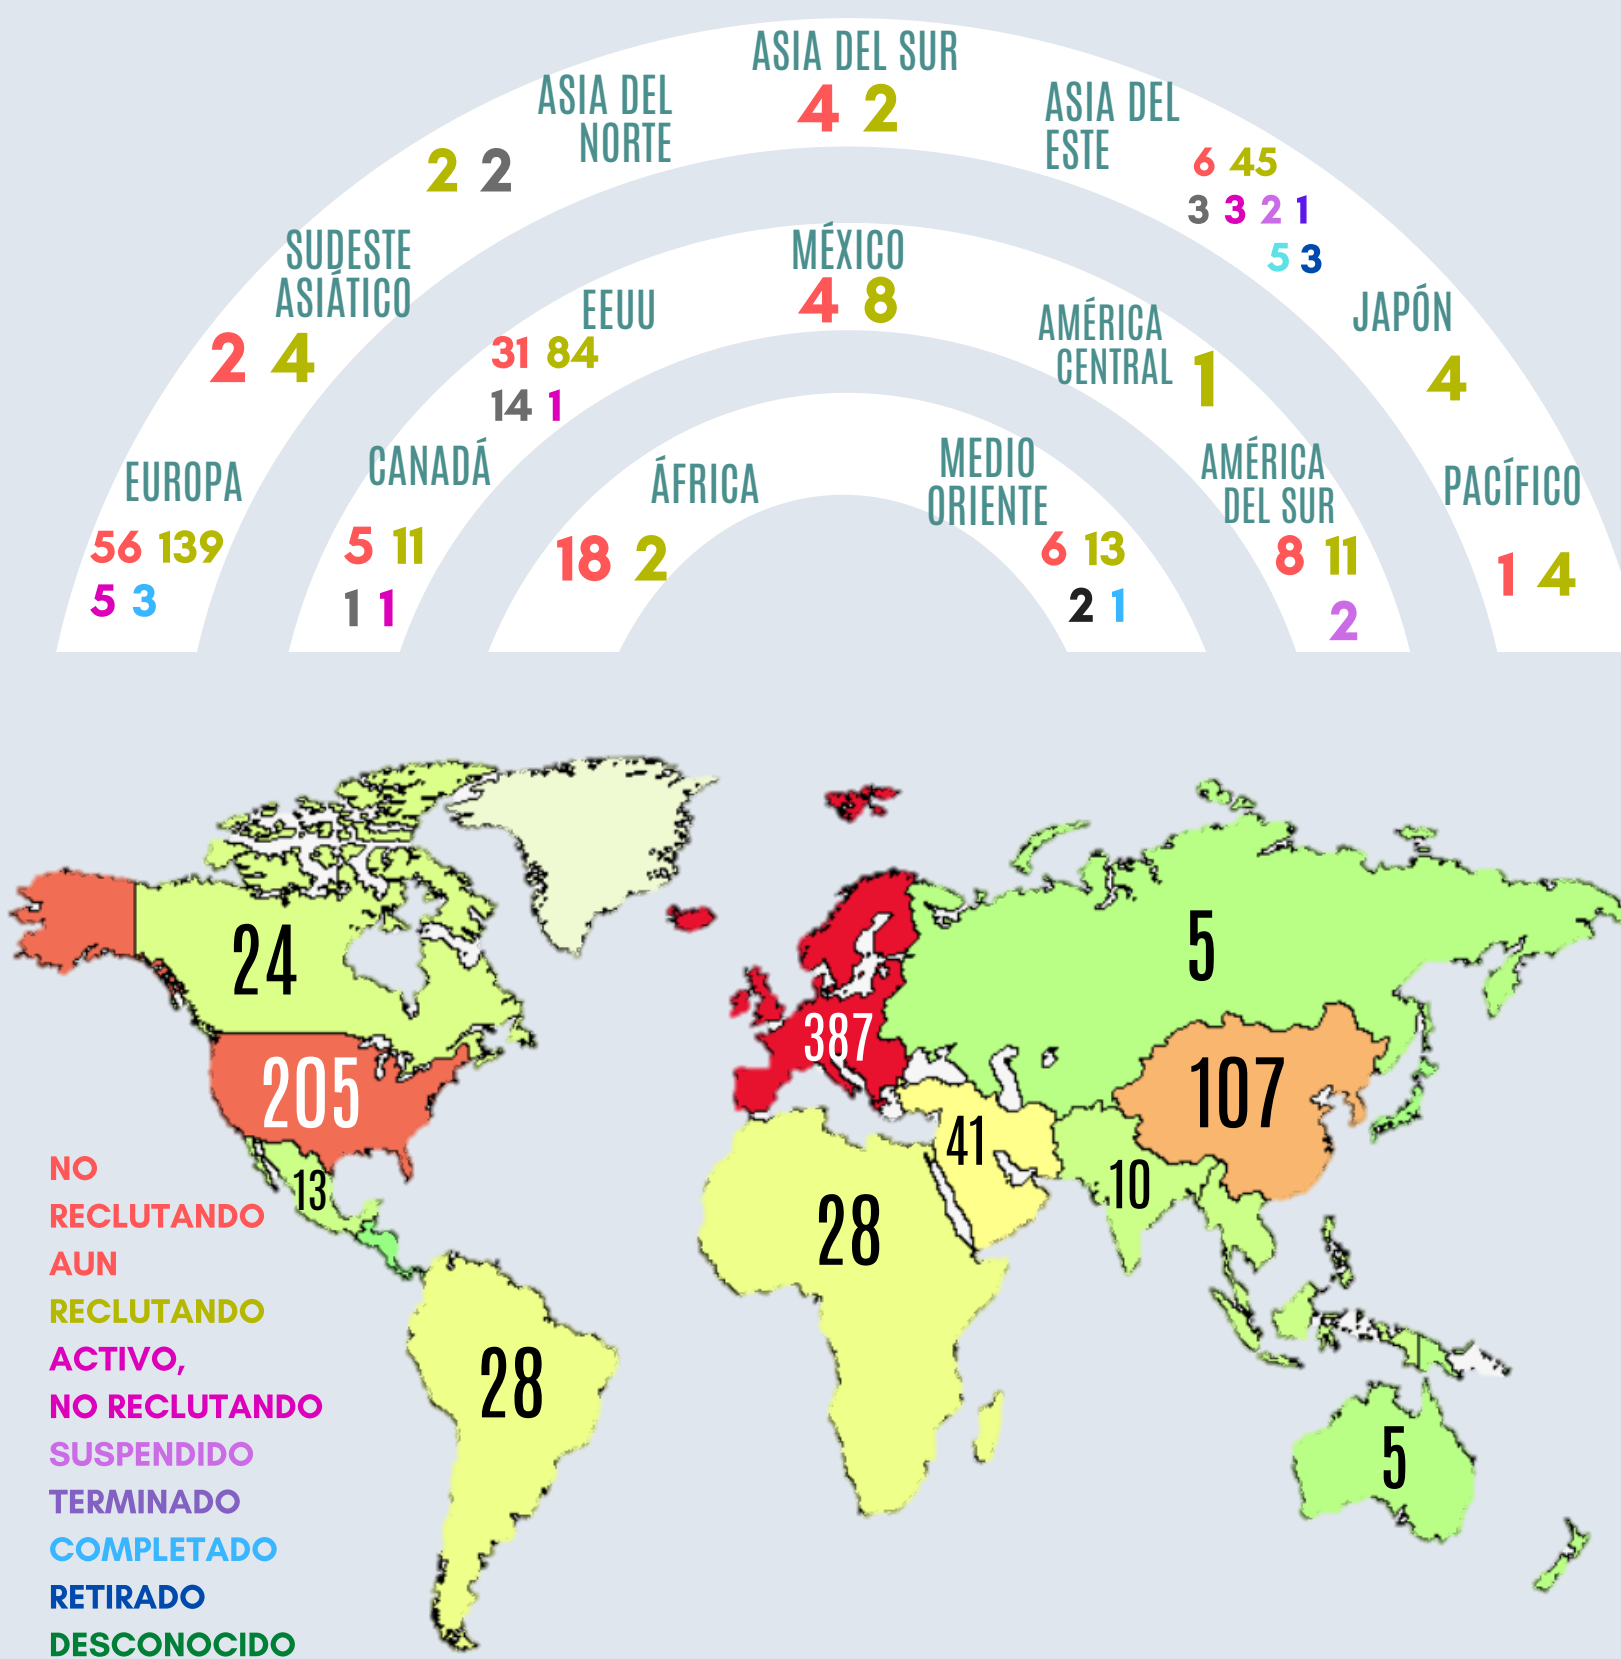 ASIA DEL SUR
4 2
ASIA DEL
NORTE
2 2
ASIA DEL
ESTE
6 45
3 3 2 1
5 3
SUDESTE
ASIÁTICO
2 4
JAPÓN
4
EUROPA
56 139
5 3
PACÍFICO
1 4
MÉXICO
4 8
EEUU
31 84
14 1
AMÉRICA
CENTRAL
1
CANADÁ
5 11
1 1
AMÉRICA
DEL SUR
8 11
2
ÁFRICA
18 2
MEDIO
ORIENTE
6 13
2 1
24
5
387
205
107
41
13
10
28
28
5
NO
RECLUTANDO
AUN
RECLUTANDO
ACTIVO,
NO RECLUTANDO
SUSPENDIDO
TERMINADO
COMPLETADO
RETIRADO
DESCONOCIDO